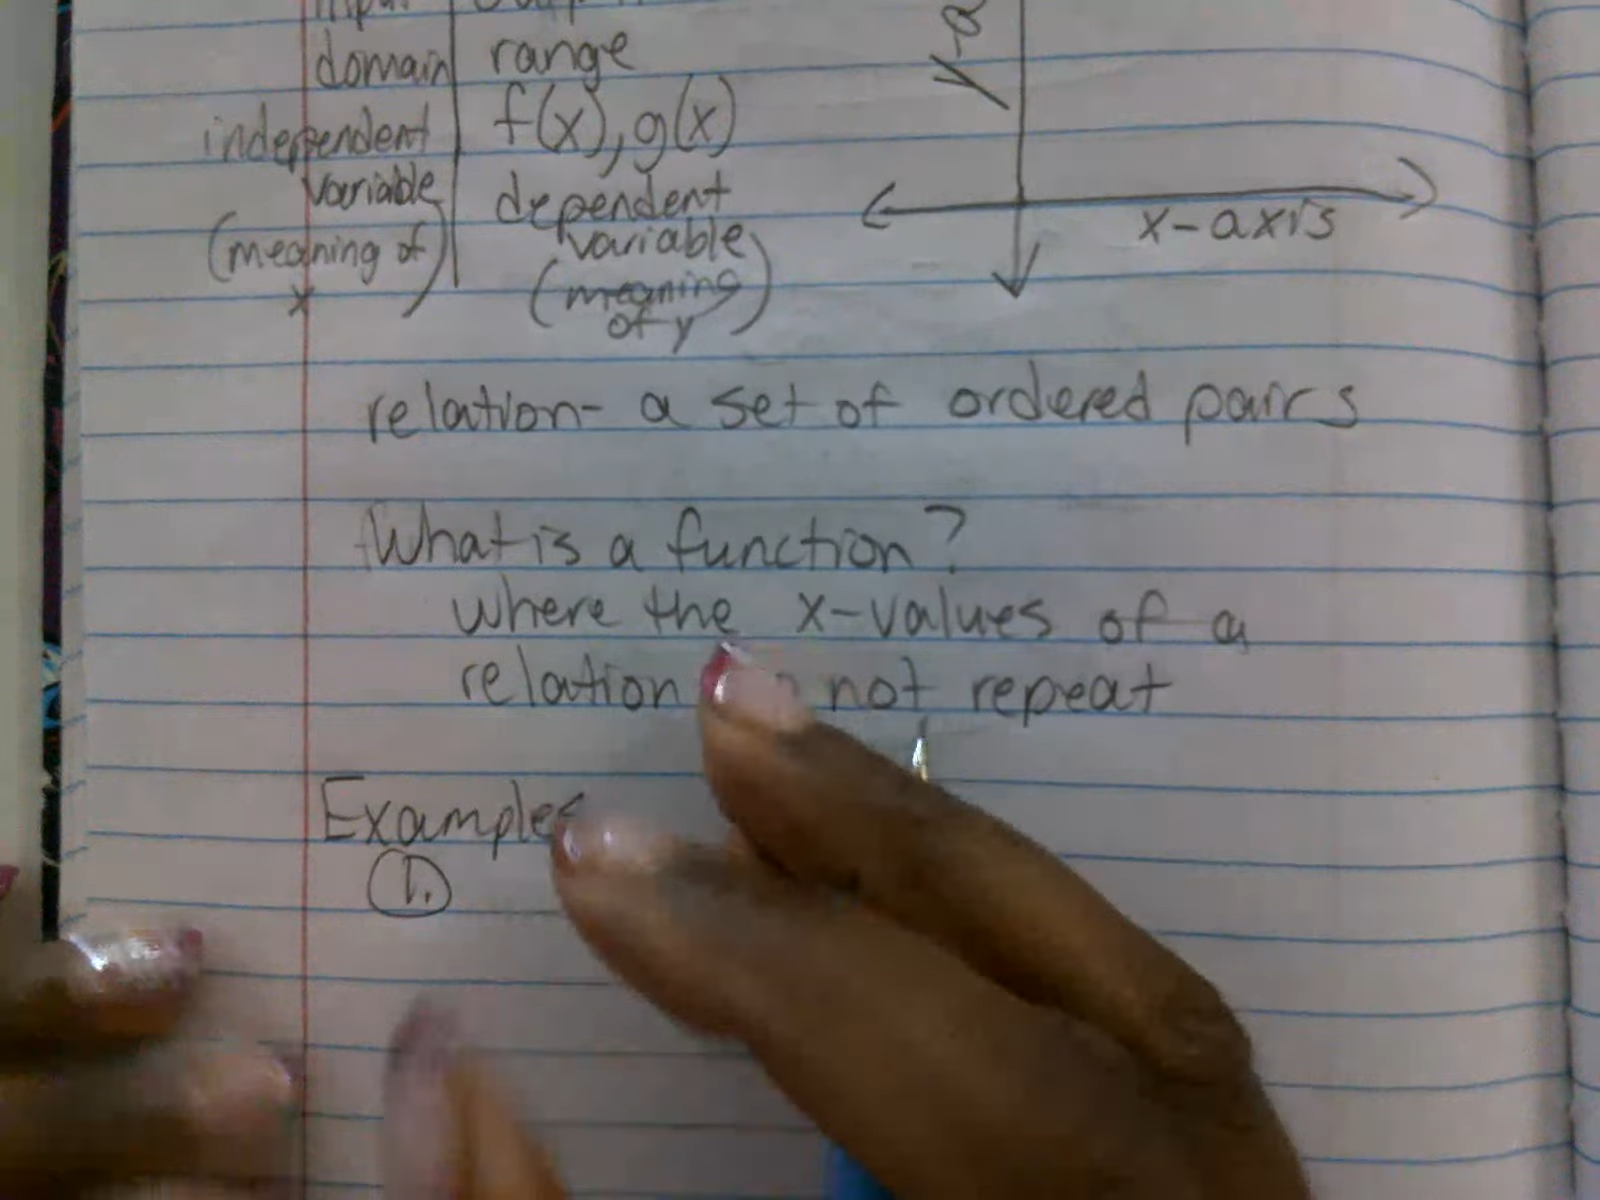 domain range
independent f(x), g(x)
variable dependent
(meaning of variable
x) (meaning
of y)
x-axis
relation- a set of ordered pairs
What is a function?
where the x-values of a
relation not repeat
Examples
1.